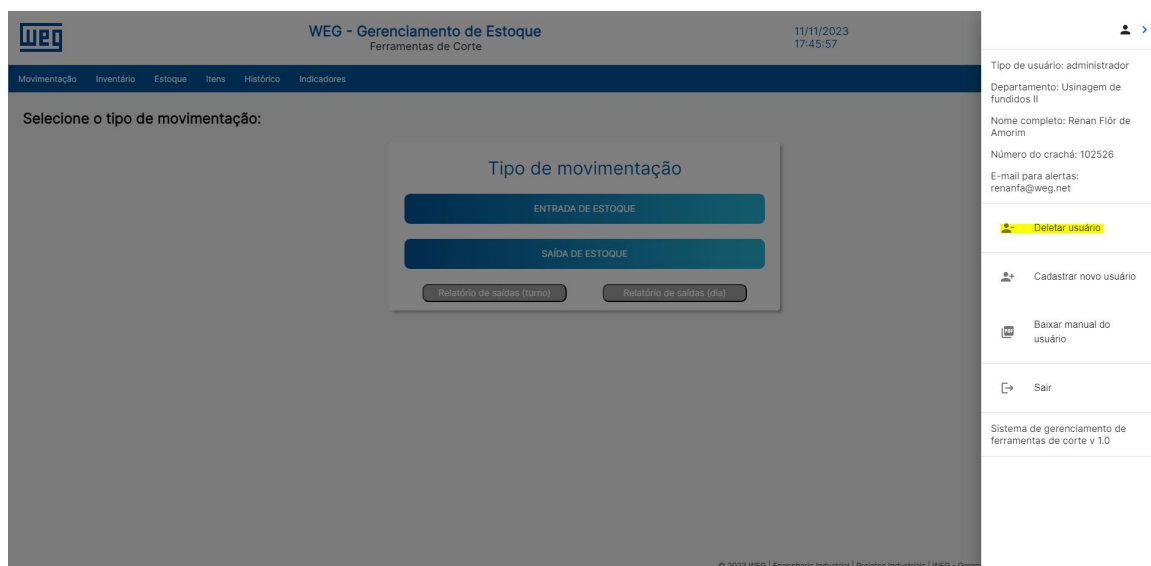 WEG
WEG - Gerenciamento de Estoque
Ferramentas de Corte
11/11/2023
17:45:57
Movimentação Inventário Estoque Itens Histórico Indicadores
Selecione o tipo de movimentação:
Tipo de movimentação
ENTRADA DE ESTOQUE
SAÍDA DE ESTOQUE
Relatório de saídas (turno) Relatório de saídas (dia)
Tipo de usuário: administrador
Departamento: Usinagem de
fundidos II
Nome completo: Renan Flôr de
Amorim
Número do crachá: 102526
E-mail para alertas:
renanfa@weg.net
Deletar usuário
Cadastrar novo usuário
PDF
Baixar manual do
usuário
Sair
Sistema de gerenciamento de
ferramentas de corte v 1.0
© 2023 WEG | Engenharia Industrial | Projetos Industriais | WEG - Geren